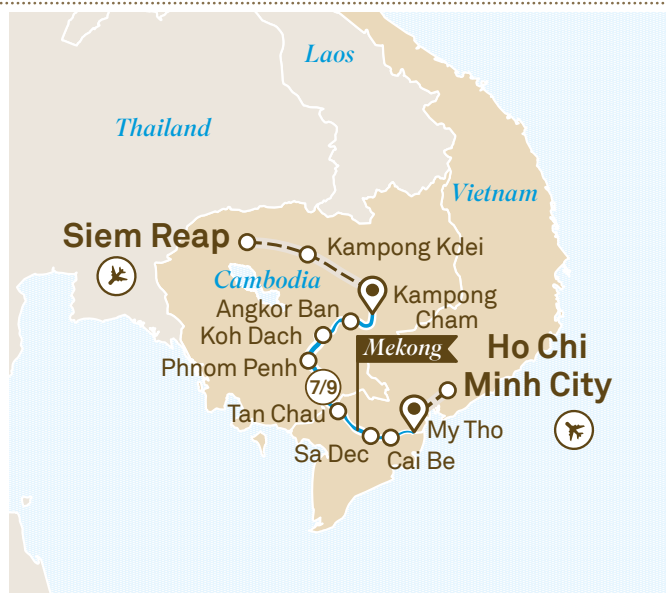 Laos
Thailand
Vietnam
Siem Reap
Kampong Kdei
Cambodia
Kampong
Cham
Angkor Ban
Koh Dach
Mekong
Ho Chi
Minh City
Phnom Penh
7/9
Tan Chau
My Tho
Sa Dec
Cai Be